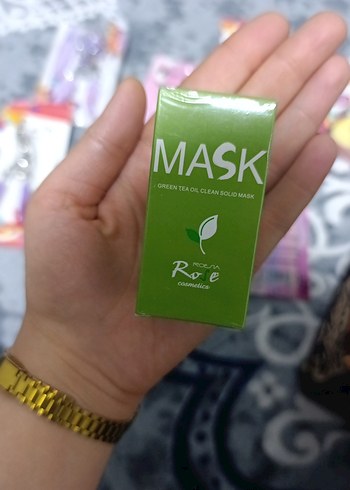 MASK
GREEN TEA OIL CLEAN SOLID MASK
Rose
cosmetics